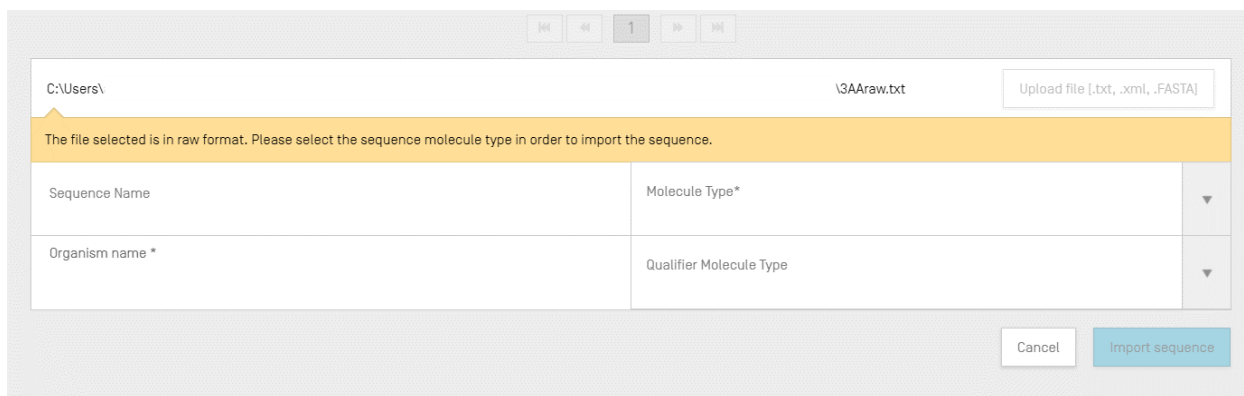 1
C:\Users\ \3AAraw.txt Upload file (.txt, .xml, .FASTA)
The file selected is in raw format. Please select the sequence molecule type in order to import the sequence.
Sequence Name Molecule Type*
Organism name * Qualifier Molecule Type
Cancel Import sequence